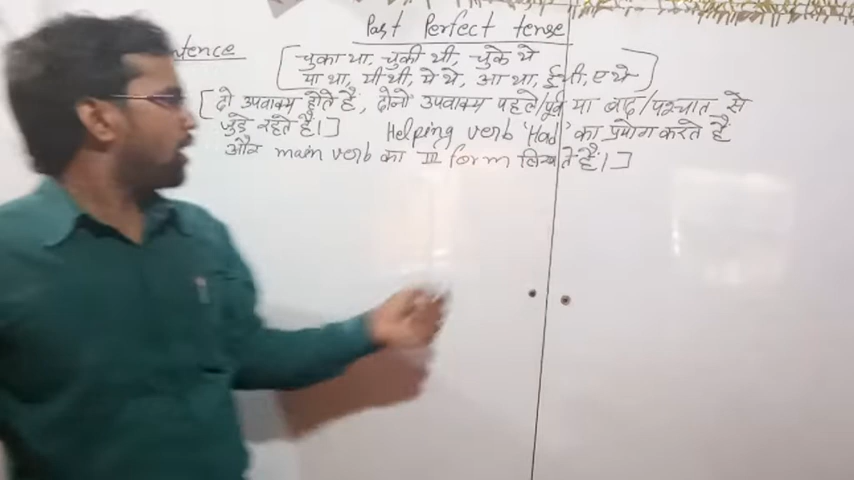 Past Perfect tense
tence
[चुका था, चुकी थी, चुके थे
या था, यी थी, ये थे, आ था, ई थी, ए थे]
[दो उपवाक्य होते हैं, दोनों उपवाक्य पहले/पूर्व या बाद/पश्चात से
जुड़े रहते हैं।] Helping verb 'Had' का प्रयोग करते हैं
और main verb का III form लिखते हैं।]